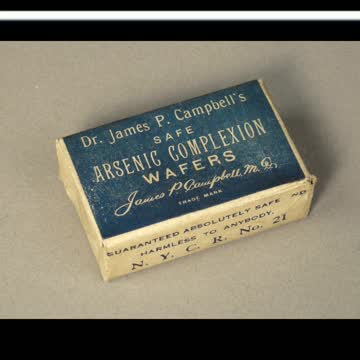 Dr. James P. Campbell's
SAFE
ARSENIC COMPLEXION
WAFERS
James P. Campbell, M.D.
TRADE MARK
GUARANTEED ABSOLUTELY SAFE
HARMLESS TO ANYBODY.
N. Y. C. R. No. 21